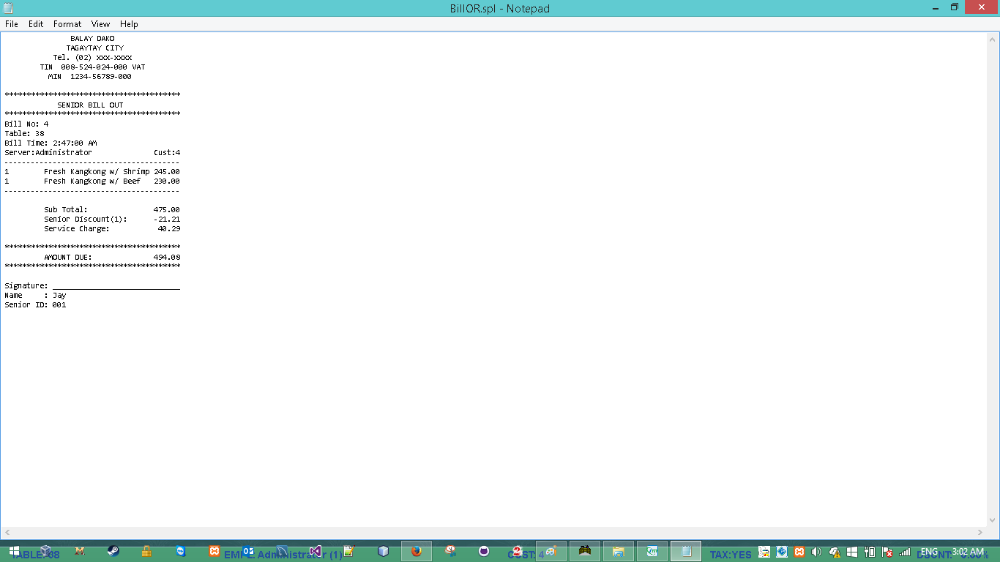 BillOR.spl - Notepad
File Edit Format View Help
BALAY DAKO
TAGAYTAY CITY
Tel. (02) xxx-xxxx
TIN 008-524-024-000 VAT
MIN 1234-56789-000
****************************************
SENIOR BILL OUT
****************************************
Bill No: 4
Table: 38
Bill Time: 2:47:00 AM
Server:Administrator Cust:4
----------------------------------------
1 Fresh Kangkong w/ Shrimp 245.00
1 Fresh Kangkong w/ Beef 230.00
----------------------------------------
Sub Total: 475.00
Senior Discount(1): -21.21
Service Charge: 40.29
****************************************
AMOUNT DUE: 494.08
****************************************
Signature: _____________________________
Name : Jay
Senior ID: 001
TABLE: 38 EMPL: Administrator (1) CUST: 4 TAX:YES ENG 3:02 AM DSCNT: 0.00%